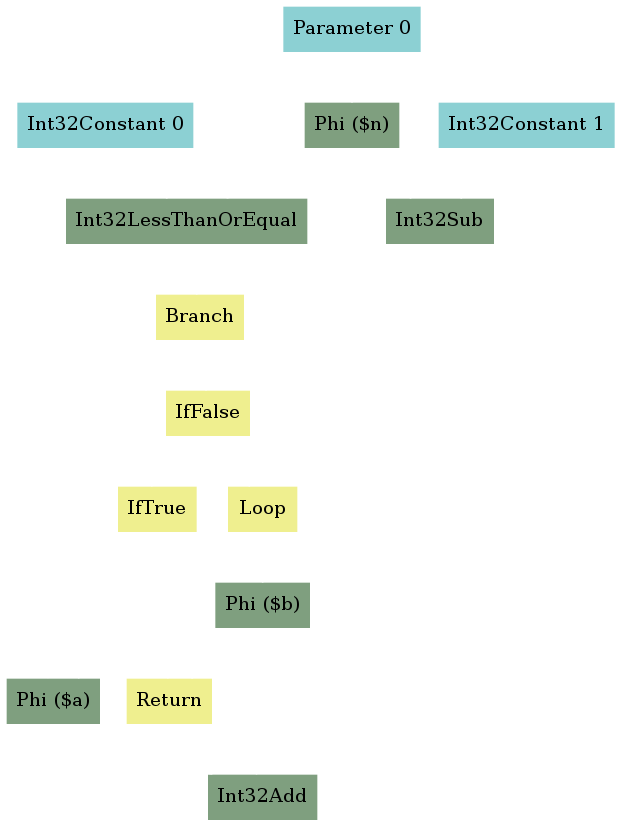 Parameter 0
Int32Constant 0
Phi ($n)
Int32Constant 1
Int32LessThanOrEqual
Int32Sub
Branch
IfFalse
IfTrue
Loop
Phi ($b)
Phi ($a)
Return
Int32Add